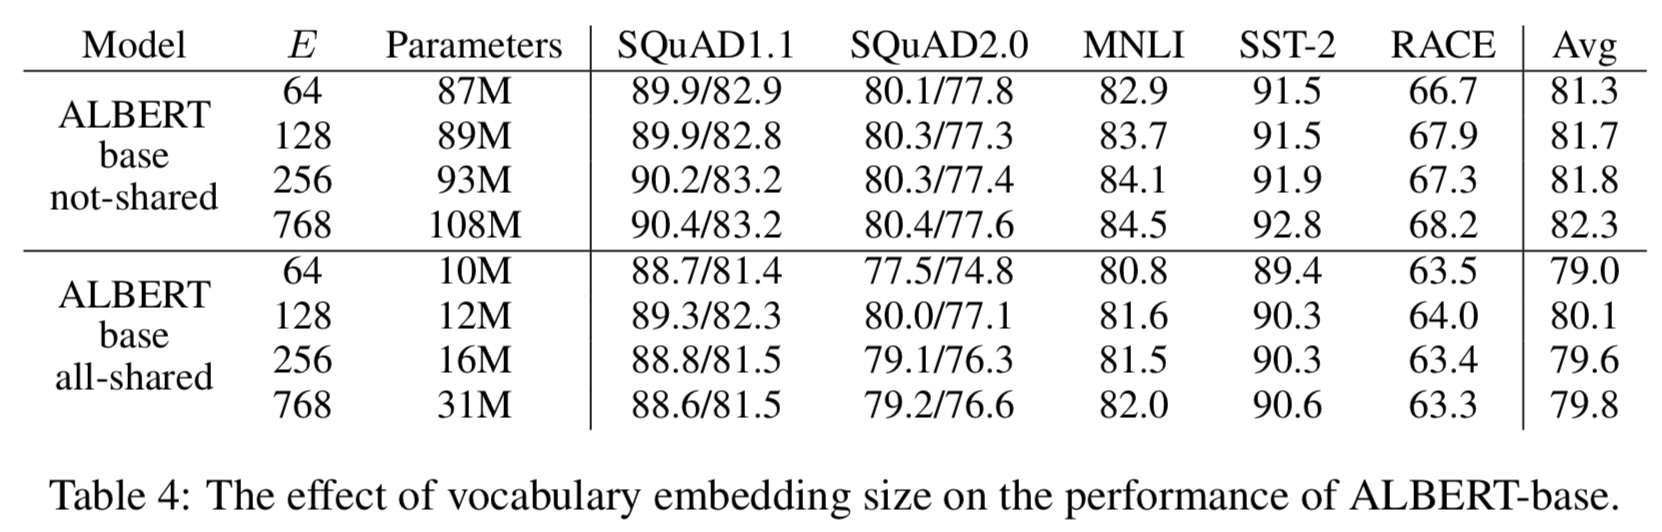 Model E Parameters SQuAD1.1 SQuAD2.0 MNLI SST-2 RACE Avg
ALBERT base not-shared
64 87M 89.9/82.9 80.1/77.8 82.9 91.5 66.7 81.3
128 89M 89.9/82.8 80.3/77.3 83.7 91.5 67.9 81.7
256 93M 90.2/83.2 80.3/77.4 84.1 91.9 67.3 81.8
768 108M 90.4/83.2 80.4/77.6 84.5 92.8 68.2 82.3
ALBERT base all-shared
64 10M 88.7/81.4 77.5/74.8 80.8 89.4 63.5 79.0
128 12M 89.3/82.3 80.0/77.1 81.6 90.3 64.0 80.1
256 16M 88.8/81.5 79.1/76.3 81.5 90.3 63.4 79.6
768 31M 88.6/81.5 79.2/76.6 82.0 90.6 63.3 79.8
Table 4: The effect of vocabulary embedding size on the performance of ALBERT-base.